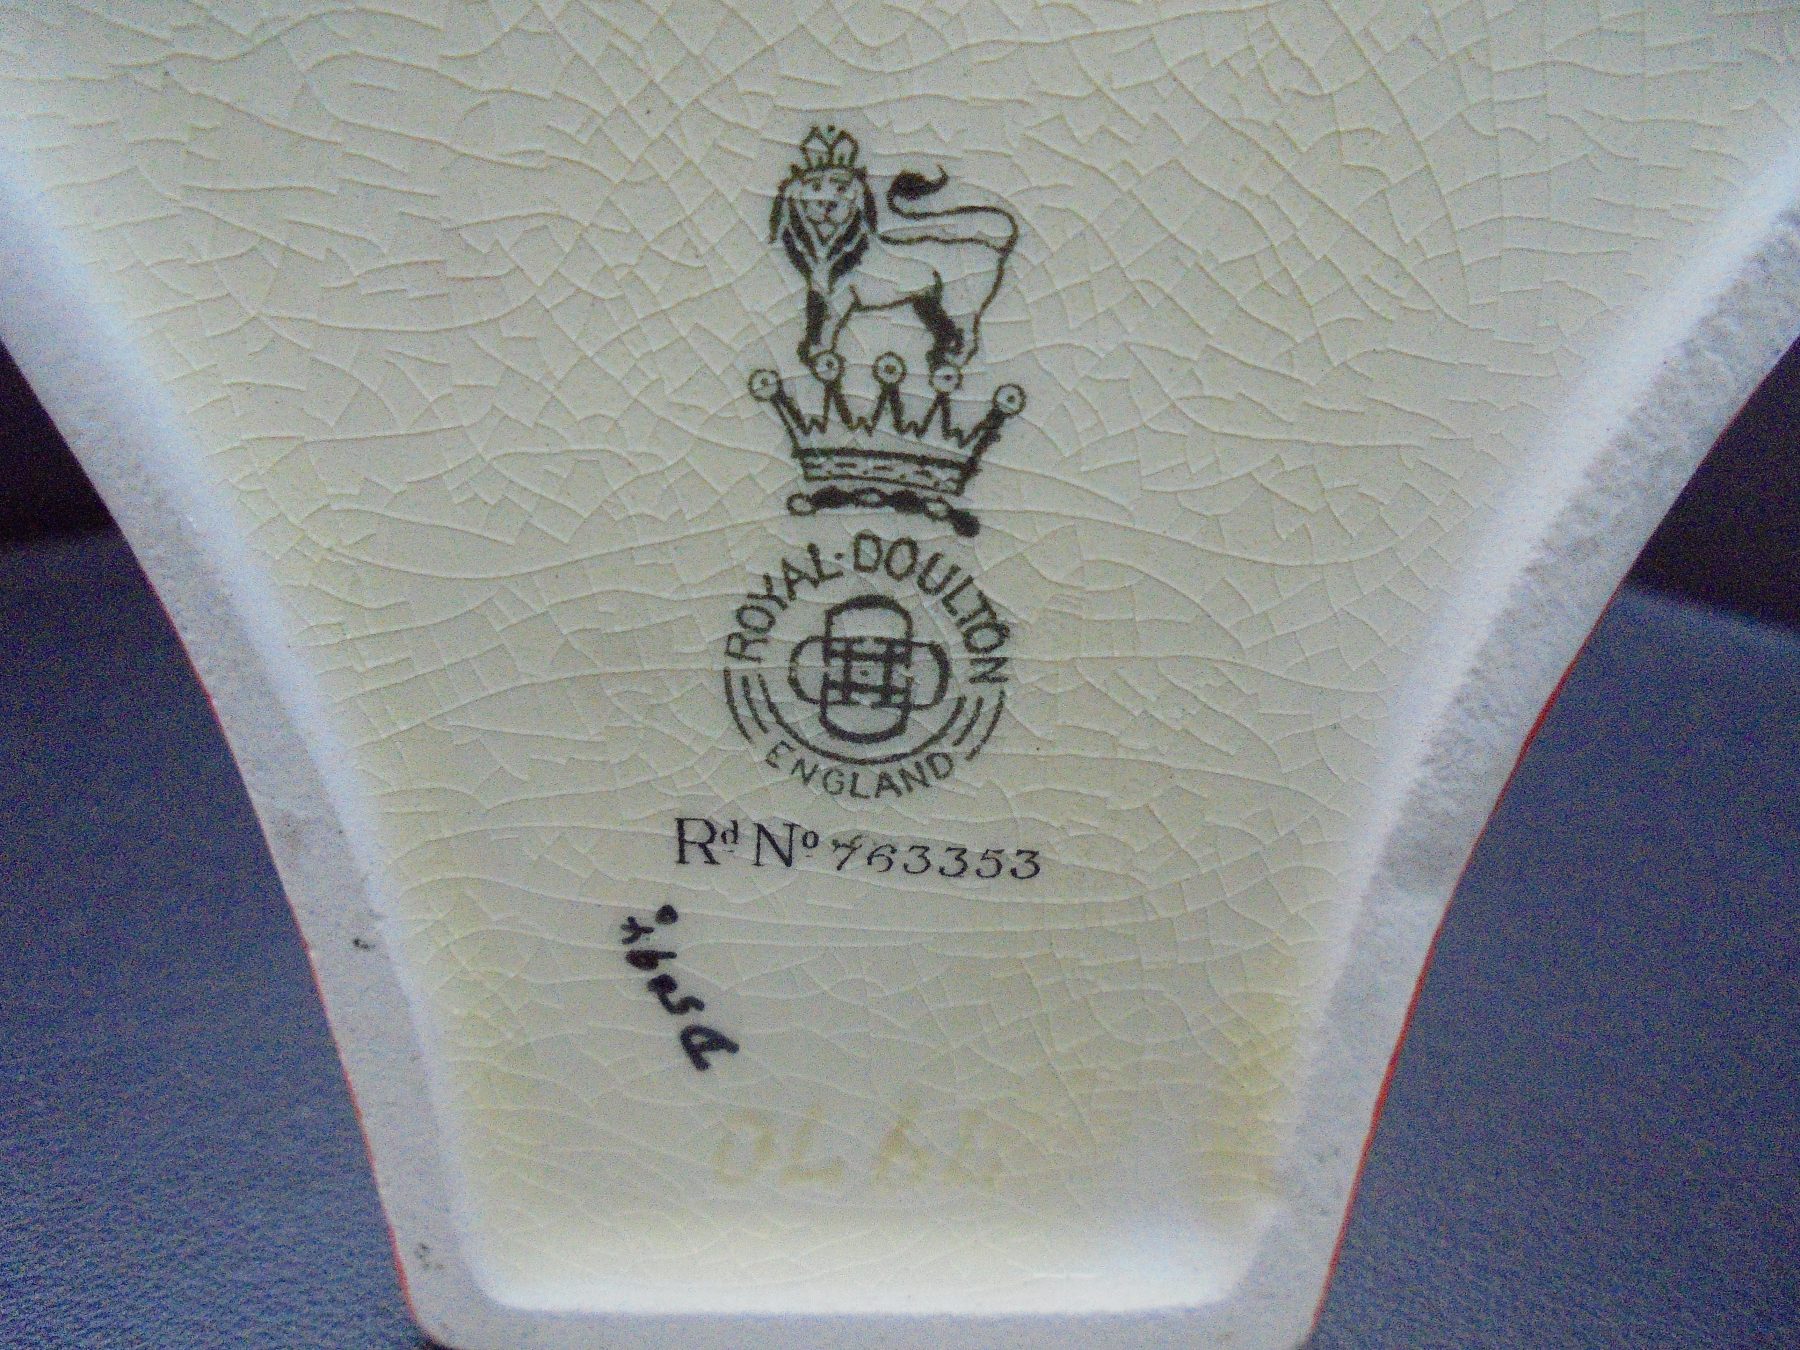 ROYAL·DOULTON
ENGLAND
Rd No 763353